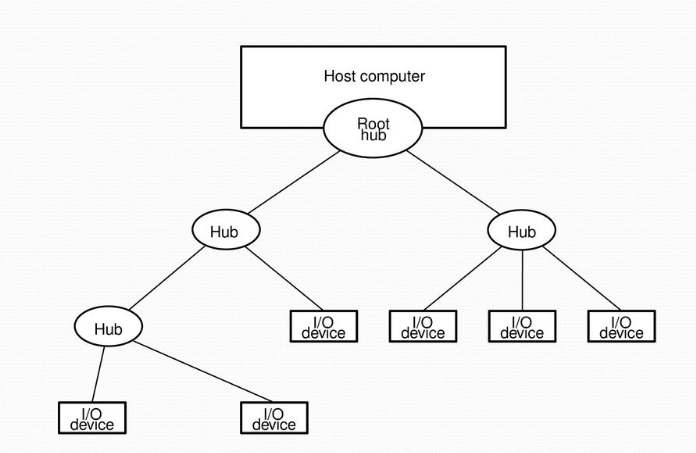 Host computer
Root
hub
Hub
Hub
I/O
device
I/O
device
I/O
device
I/O
device
Hub
I/O
device
I/O
device